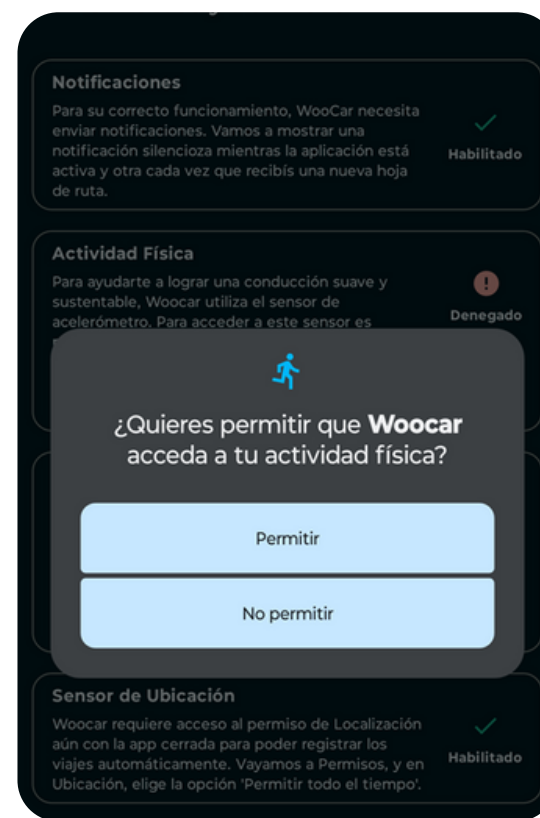 Notificaciones
Para su correcto funcionamiento, WooCar necesita
enviar notificaciones. Vamos a mostrar una
notificación silencioza mientras la aplicación está
activa y otra cada vez que recibís una nueva hoja
de ruta.
Habilitado
Actividad Física
Para ayudarte a lograr una conducción suave y
sustentable, Woocar utiliza el sensor de
acelerómetro. Para acceder a este sensor es
Denegado
¿Quieres permitir que Woocar
acceda a tu actividad física?
Permitir
No permitir
Sensor de Ubicación
Woocar requiere acceso al permiso de Localización
aún con la app cerrada para poder registrar los
viajes automáticamente. Vayamos a Permisos, y en
Ubicación, elige la opción 'Permitir todo el tiempo'.
Habilitado